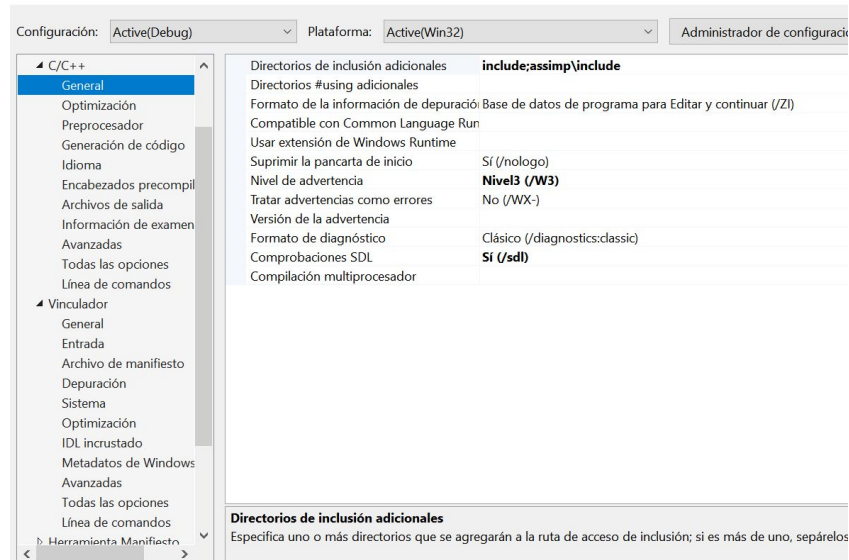 Configuración: Active(Debug) Plataforma: Active(Win32) Administrador de configuració
C/C++
General
Optimización
Preprocesador
Generación de código
Idioma
Encabezados precompil
Archivos de salida
Información de examen
Avanzadas
Todas las opciones
Línea de comandos
Vinculador
General
Entrada
Archivo de manifiesto
Depuración
Sistema
Optimización
IDL incrustado
Metadatos de Windows
Avanzadas
Todas las opciones
Línea de comandos
Herramienta Manifiesto
Directorios de inclusión adicionales include;assimp\include
Directorios #using adicionales
Formato de la información de depuració Base de datos de programa para Editar y continuar (/ZI)
Compatible con Common Language Run
Usar extensión de Windows Runtime
Suprimir la pancarta de inicio Sí (/nologo)
Nivel de advertencia Nivel3 (/W3)
Tratar advertencias como errores No (/WX-)
Versión de la advertencia
Formato de diagnóstico Clásico (/diagnostics:classic)
Comprobaciones SDL Sí (/sdl)
Compilación multiprocesador
Directorios de inclusión adicionales
Especifica uno o más directorios que se agregarán a la ruta de acceso de inclusión; si es más de uno, sepárelos